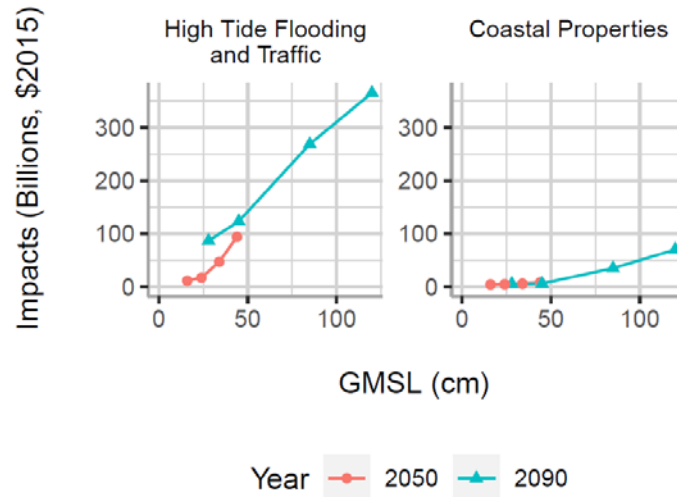 High Tide Flooding
and Traffic
Coastal Properties
Impacts (Billions, $2015)
300
200
100
0
0
50
100
300
200
100
0
0
50
100
GMSL (cm)
Year
2050
2090